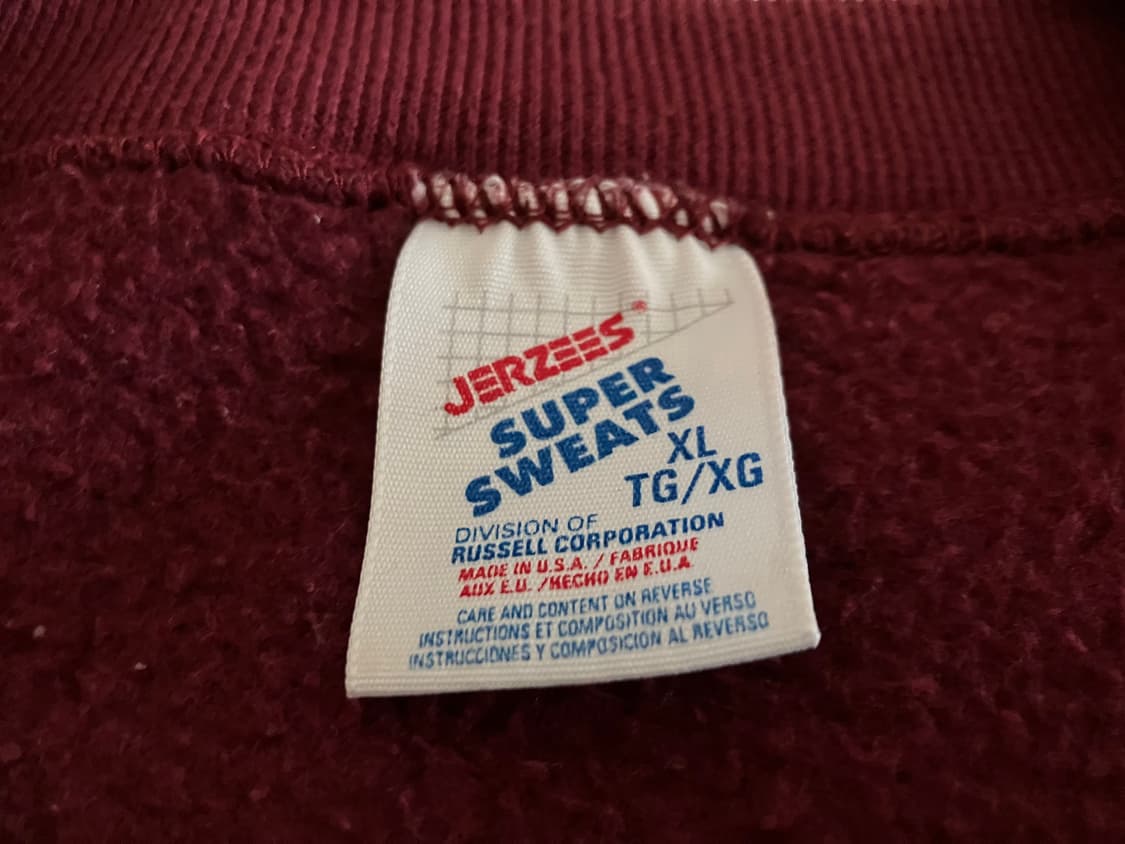 JERZEES®
SUPER
SWEATS
XL
TG/XG
DIVISION OF
RUSSELL CORPORATION
MADE IN U.S.A. / FABRIQUE
AUX E.U. /HECHO EN E.U.A.
CARE AND CONTENT ON REVERSE
INSTRUCTIONS ET COMPOSITION AU VERSO
INSTRUCCIONES Y COMPOSICION AL REVERSO